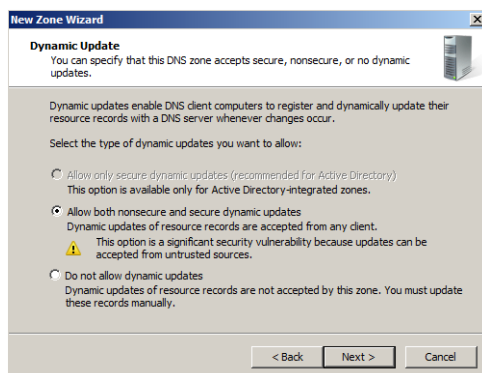 New Zone Wizard
Dynamic Update
You can specify that this DNS zone accepts secure, nonsecure, or no dynamic
updates.
Dynamic updates enable DNS client computers to register and dynamically update their
resource records with a DNS server whenever changes occur.
Select the type of dynamic updates you want to allow:
Allow only secure dynamic updates (recommended for Active Directory)
This option is available only for Active Directory-integrated zones.
Allow both nonsecure and secure dynamic updates
Dynamic updates of resource records are accepted from any client.
This option is a significant security vulnerability because updates can be
accepted from untrusted sources.
Do not allow dynamic updates
Dynamic updates of resource records are not accepted by this zone. You must update
these records manually.
< Back Next > Cancel